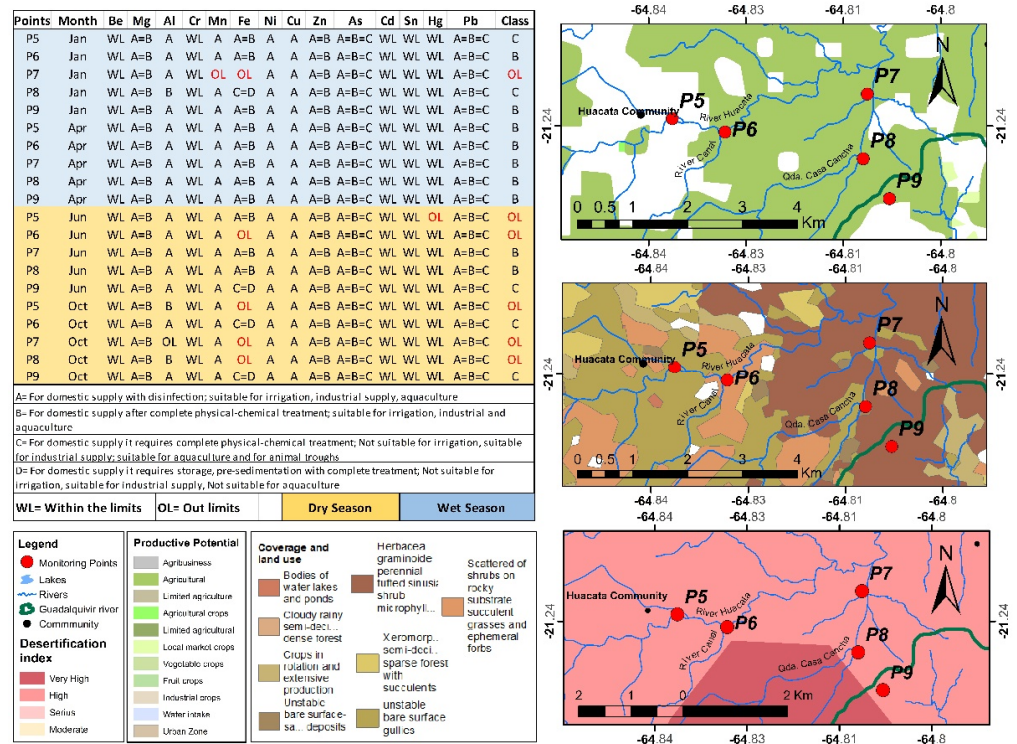 Points Month Be Mg Al Cr Mn Fe Ni Cu Zn As Cd Sn Hg Pb Class
P5 Jan WL A=B A WL A A=B A A A=B A=B=C WL WL WL A=B=C C
P6 Jan WL A=B A WL A A=B A A A=B A=B=C WL WL WL A=B=C B
P7 Jan WL A=B A WL OL OL A A A=B A=B=C WL WL WL A=B=C OL
P8 Jan WL A=B B WL A C=D A A A=B A=B=C WL WL WL A=B=C C
P9 Jan WL A=B A WL A A=B A A A=B A=B=C WL WL WL A=B=C B
P5 Apr WL A=B A WL A A=B A A A=B A=B=C WL WL WL A=B=C B
P6 Apr WL A=B A WL A A=B A A A=B A=B=C WL WL WL A=B=C B
P7 Apr WL A=B A WL A A=B A A A=B A=B=C WL WL WL A=B=C B
P8 Apr WL A=B A WL A A=B A A A=B A=B=C WL WL WL A=B=C B
P9 Apr WL A=B A WL A A=B A A A=B A=B=C WL WL WL A=B=C B
P5 Jun WL A=B A WL A A=B A A A=B A=B=C WL WL OL A=B=C OL
P6 Jun WL A=B A WL A OL A A A=B A=B=C WL WL WL A=B=C OL
P7 Jun WL A=B A WL A A=B A A A=B A=B=C WL WL WL A=B=C B
P8 Jun WL A=B A WL A A=B A A A=B A=B=C WL WL WL A=B=C B
P9 Jun WL A=B A WL A C=D A A A=B A=B=C WL WL WL A=B=C C
P5 Oct WL A=B B WL A OL A A A=B A=B=C WL WL WL A=B=C OL
P6 Oct WL A=B A WL A C=D A A A=B A=B=C WL WL WL A=B=C C
P7 Oct WL A=B OL WL A OL A A A=B A=B=C WL WL WL A=B=C OL
P8 Oct WL A=B B WL A OL A A A=B A=B=C WL WL WL A=B=C OL
P9 Oct WL A=B A WL A C=D A A A=B A=B=C WL WL WL A=B=C C
A= For domestic supply with disinfection; suitable for irrigation, industrial supply, aquaculture
B= For domestic supply after complete physical-chemical treatment; suitable for irrigation, industrial and
aquaculture
C= For domestic supply it requires complete physical-chemical treatment; Not suitable for irrigation, suitable
for industrial supply; suitable for aquaculture and for animal troughs
D= For domestic supply it requires storage, pre-sedimentation with complete treatment; Not suitable for
irrigation, suitable for industrial supply, Not suitable for aquaculture
WL= Within the limits OL= Out limits Dry Season Wet Season
Legend
Monitoring Points
Lakes
Rivers
Guadalquivir river
Commmunity
Desertification
index
Very High
High
Serius
Moderate
Productive Potential
Agribusiness
Agricultural
Limited agriculture
Agricultural crops
Limited agricultural
Local market crops
Vogotablo crops
Fruit crops
Industrial crops
Water intake
Urban Zone
Coverage and
land use
Bodies of
water lakes
and ponds
Cloudy rainy
semi-deci...
dense forest
Crops in
rotation and
extensive
production
Unstable
bare surface-
sa... deposits
Herbacea
graminoide
perennial
tuffed sinusia
shrub
microphyll...
Xeromorp...
semi-deci..
sparse forest
with
succulents
unstable
bare surface
gullies
Scattered of
shrubs on
rocky
substrate
succulent
grasses and
ephemeral
forbs
-64.84 -64.83 -64.81 -64.8
-21.24 -21.24
Huacata Community
P5
P6
P7
P8
P9
River Huacata
River Canal
Qda. Casa Cancha
N
0 0.5 1 2 3 4
Km
-64.84 -64.83 -64.81 -64.8
-64.84 -64.83 -64.81 -64.8
-21.24 -21.24
Huacata Community
P5
P6
P7
P8
P9
River Huacata
River Canal
Qda. Casa Cancha
N
0 0.5 1 2 3 4
Km
-64.84 -64.83 -64.81 -64.8
-64.84 -64.83 -64.81 -64.8
-21.24 -21.24
Huacata Community
P5
P6
P7
P8
P9
River Huacata
River Canal
Qda. Casa Cancha
N
2 1 0 2 Km
-64.84 -64.83 -64.81 -64.8